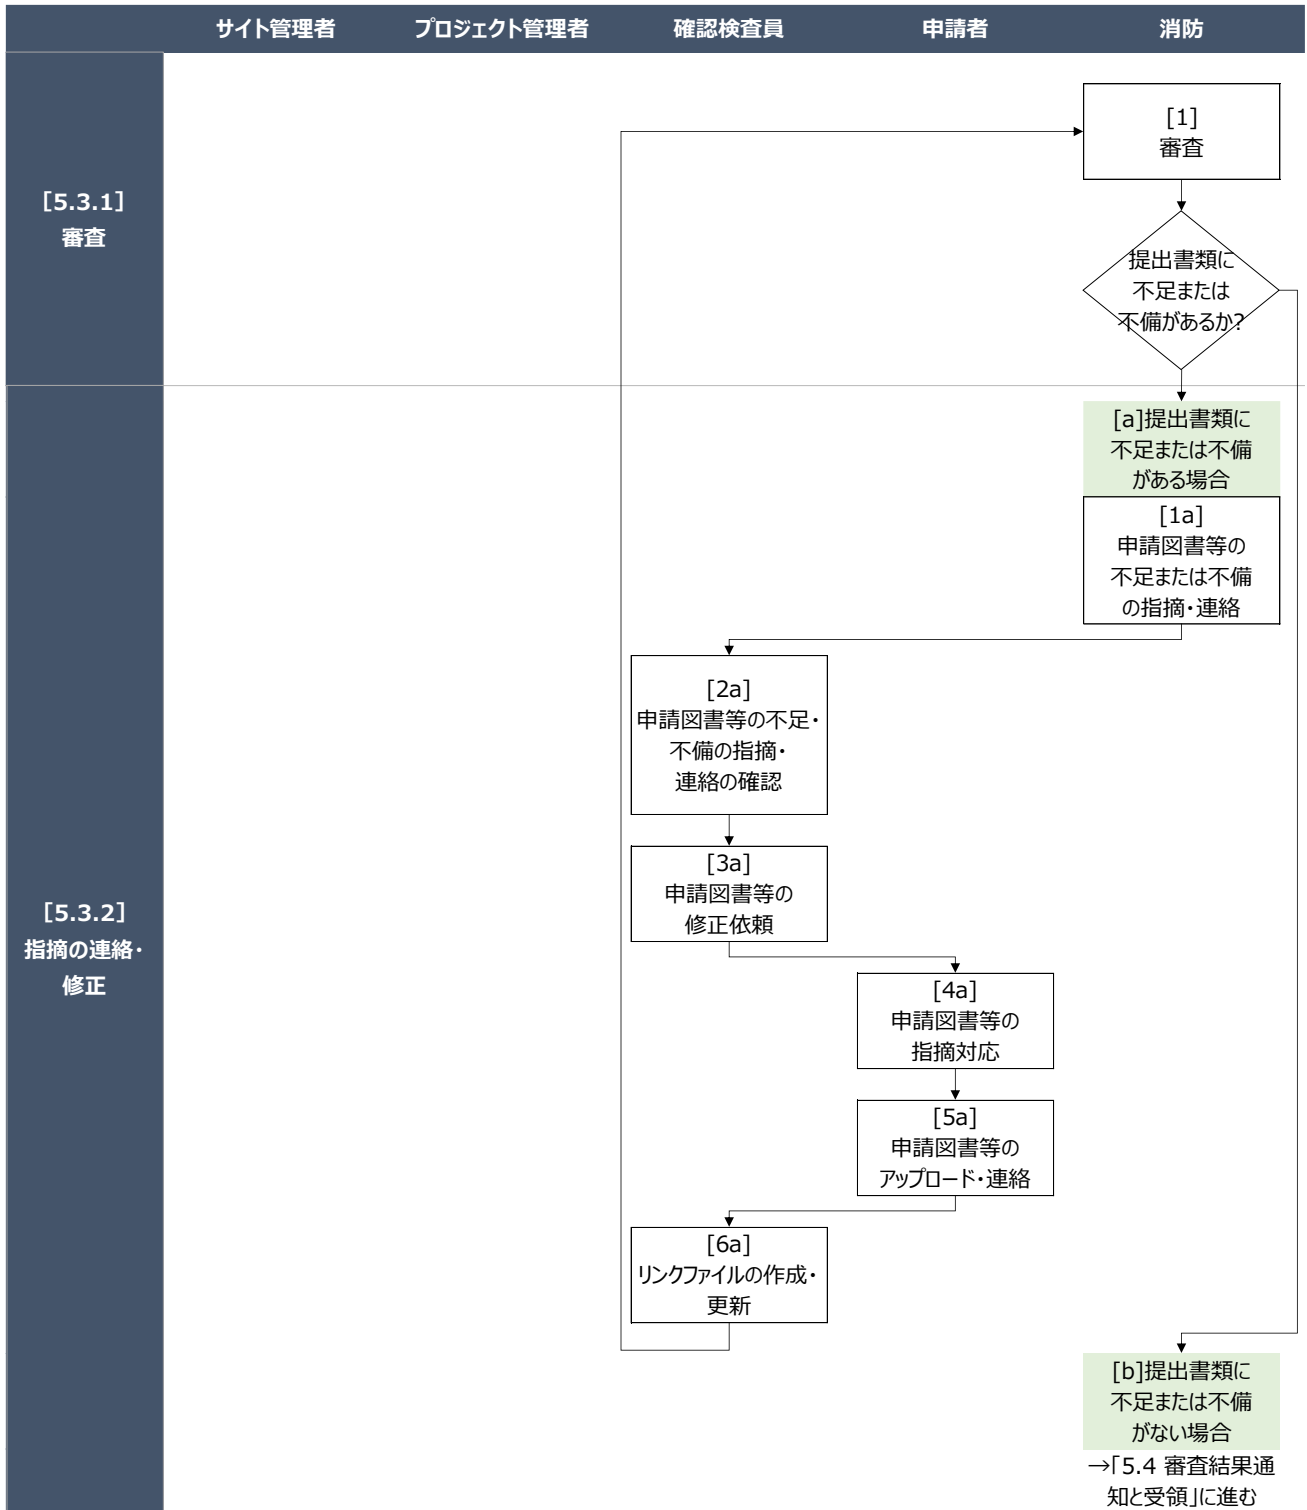 サイト管理者
プロジェクト管理者
確認検査員
申請者
消防
[5.3.1]
審査
[1]
審査
提出書類に
不足または
不備があるか?
[5.3.2]
指摘の連絡・
修正
[a]提出書類に
不足または不備
がある場合
[1a]
申請図書等の
不足または不備
の指摘・連絡
[2a]
申請図書等の不足・
不備の指摘・
連絡の確認
[3a]
申請図書等の
修正依頼
[4a]
申請図書等の
指摘対応
[5a]
申請図書等の
アップロード・連絡
[6a]
リンクファイルの作成・
更新
[b]提出書類に
不足または不備
がない場合
→「5.4 審査結果通
知と受領」に進む